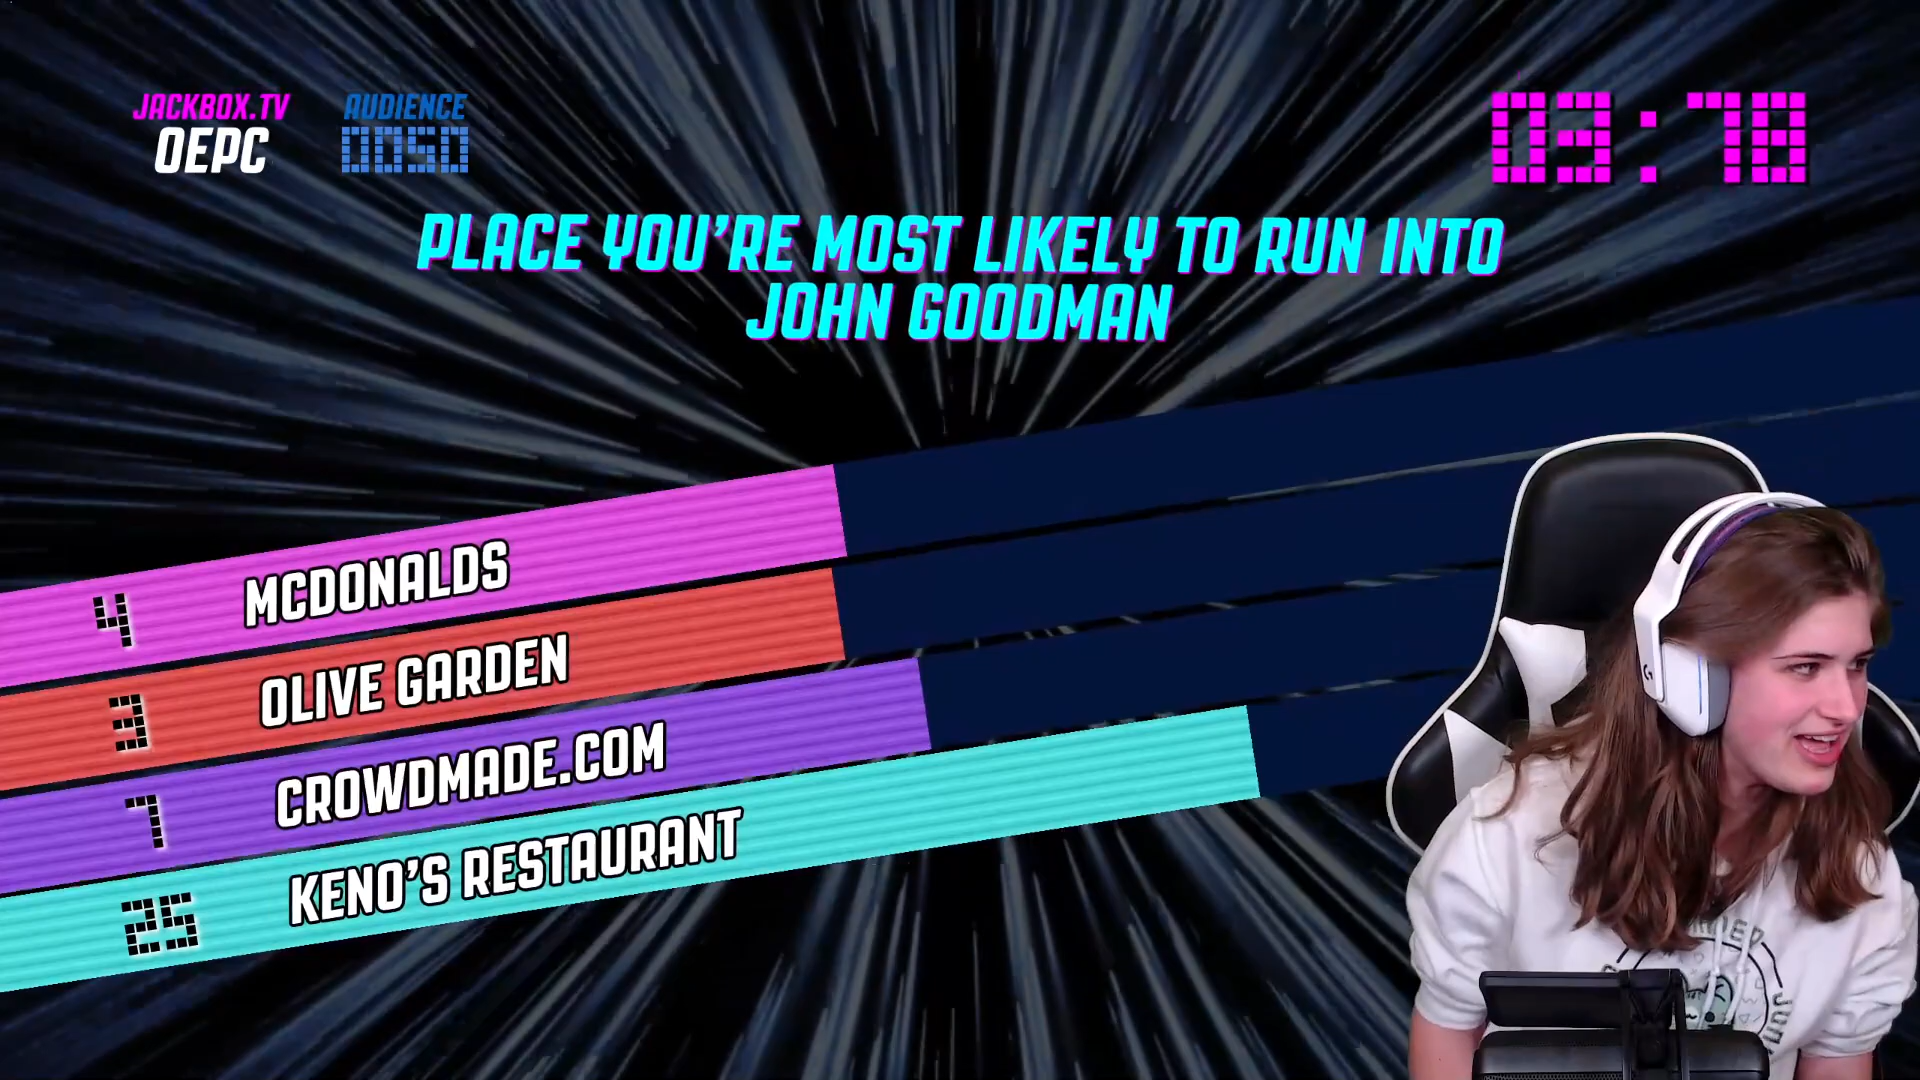 JACKBOX.TV
OEPC
AUDIENCE
0050
03:78
PLACE YOU'RE MOST LIKELY TO RUN INTO
JOHN GOODMAN
4 MCDONALDS
3 OLIVE GARDEN
7 CROWDMADE.COM
25 KENO'S RESTAURANT